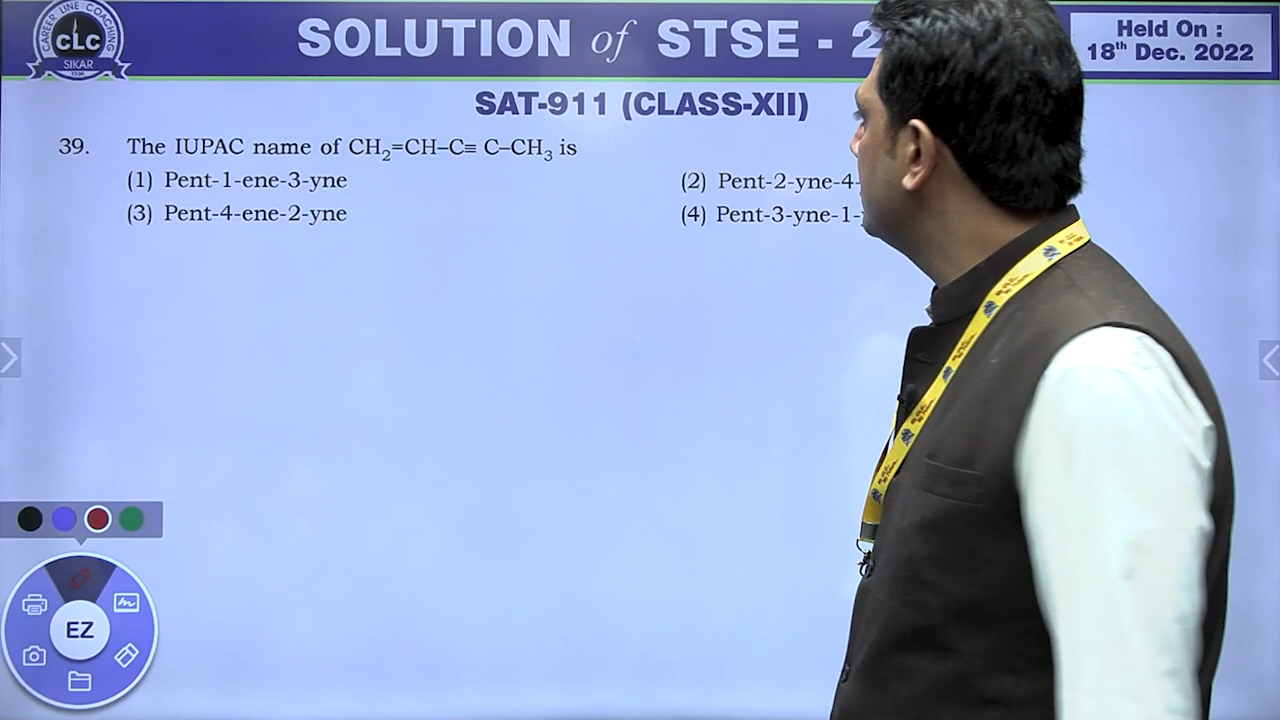 CAREER LINE COACHING
CLC
SIKAR
SOLUTION of STSE - 2
Held On :
18th Dec. 2022
SAT-911 (CLASS-XII)
39. The IUPAC name of CH2=CH–C≡ C–CH3 is
(1) Pent-1-ene-3-yne (2) Pent-2-yne-4-
(3) Pent-4-ene-2-yne (4) Pent-3-yne-1-
EZ